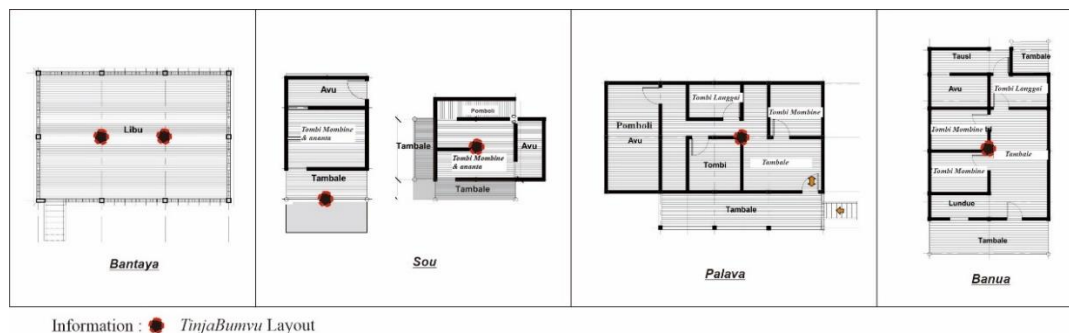 Libu
Bantaya
Avu
Tombi Mombine
& ananta
Tambale
Pomboli
Tambale
Tombi Mombine
& ananta
Avu
Tambale
Sou
Pomboli
Avu
Tombi Langgai
Tombi Mombine
Tombi
Tambale
Tambale
Palava
Tausi
Tambale
Avu
Tombi Langgai
Tombi Mombine
Tambale
Tombi Mombine
Lunduo
Tambale
Banua
Information : TinjaBumvu Layout